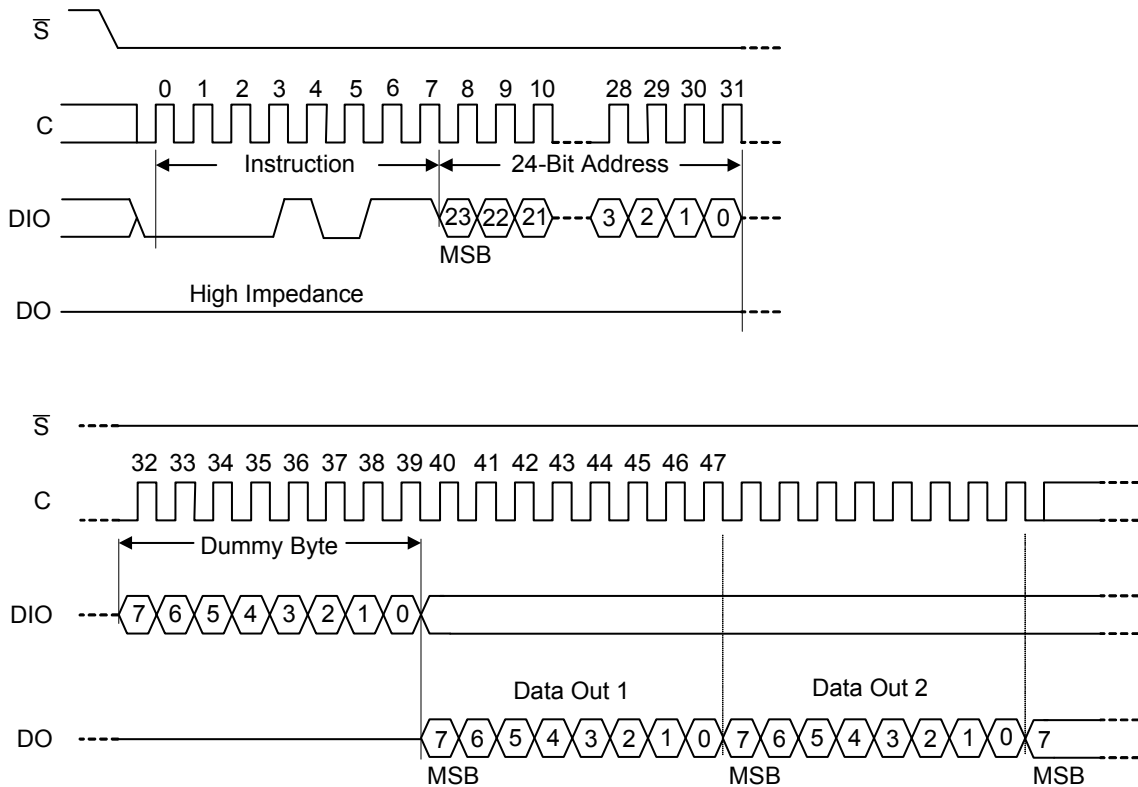 S̅
0 1 2 3 4 5 6 7 8 9 10 28 29 30 31
C
Instruction 24-Bit Address
DIO 23 22 21 3 2 1 0
MSB
High Impedance
DO
S̅
32 33 34 35 36 37 38 39 40 41 42 43 44 45 46 47
C
Dummy Byte
DIO 7 6 5 4 3 2 1 0
Data Out 1 Data Out 2
DO 7 6 5 4 3 2 1 0 7 6 5 4 3 2 1 0 7
MSB MSB MSB